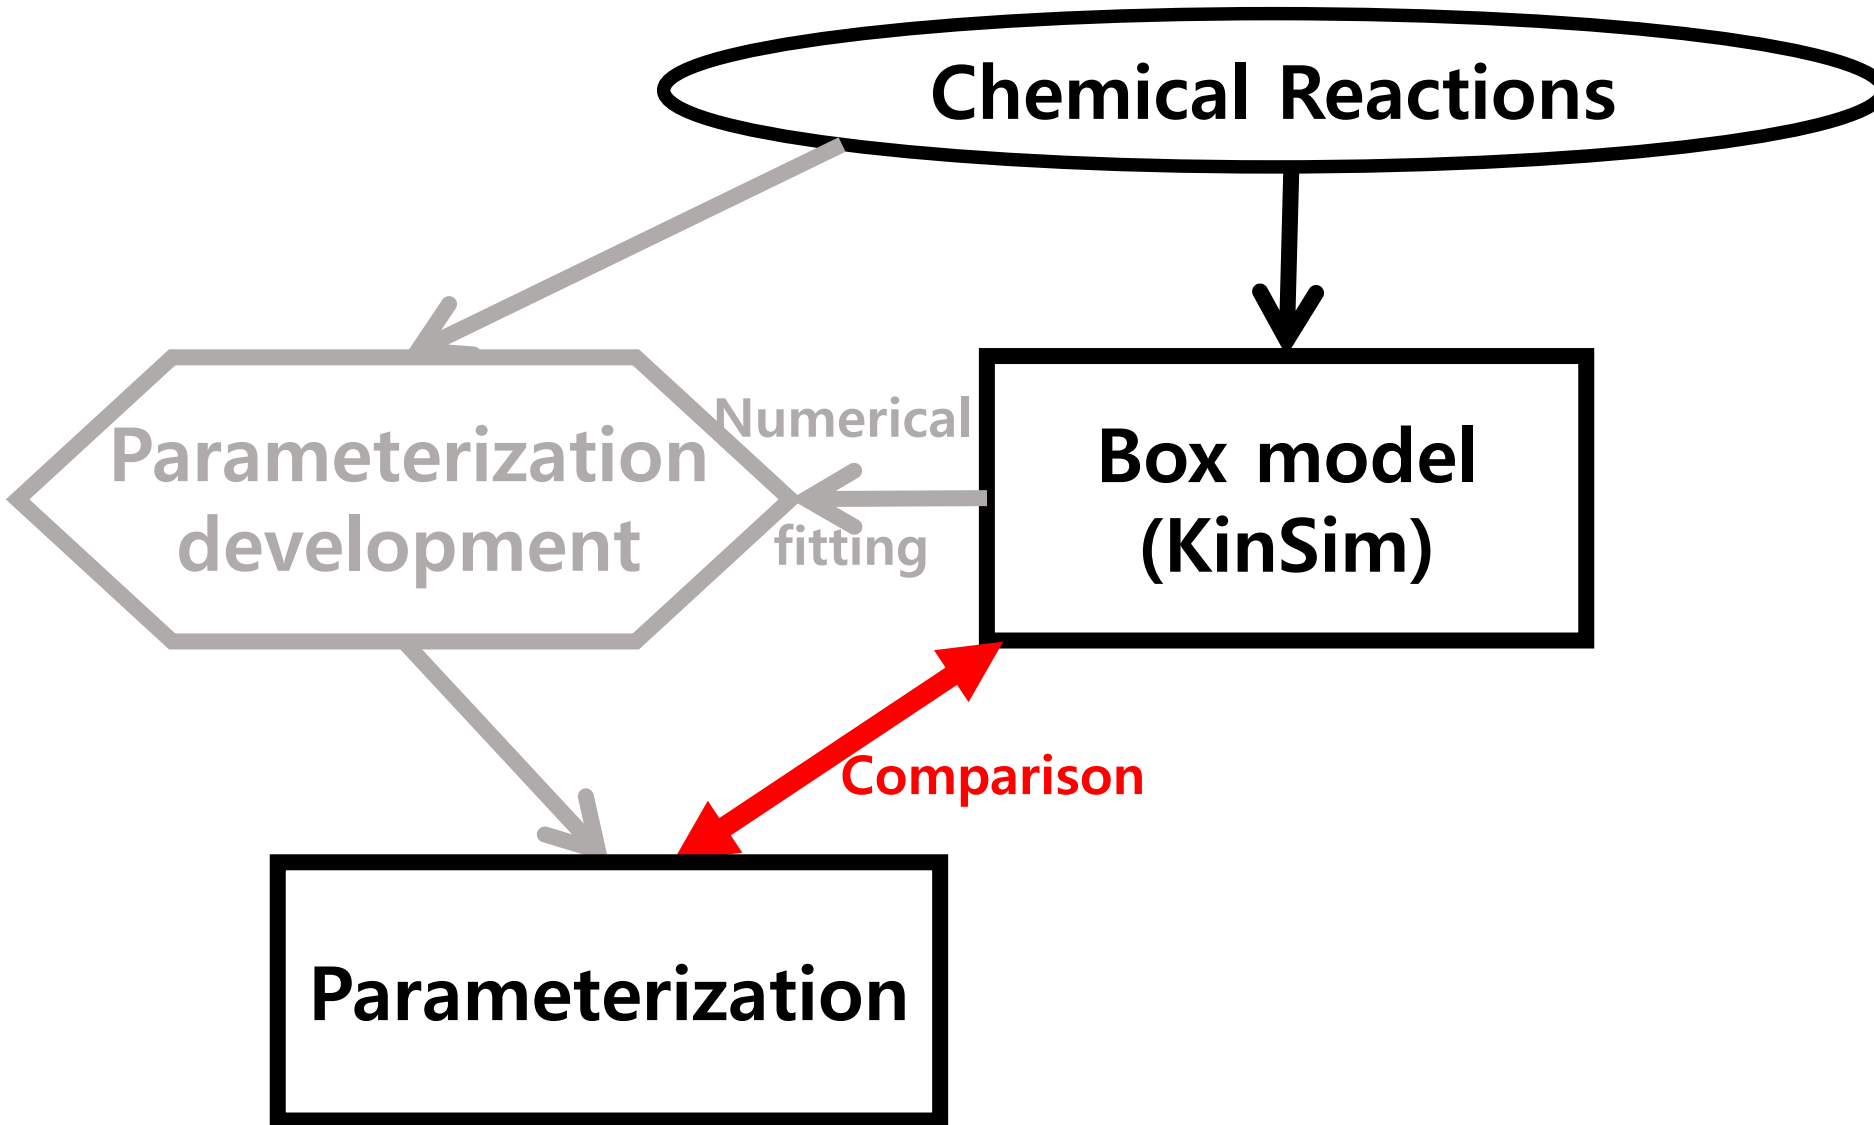 Chemical Reactions
Parameterization
development
Numerical
fitting
Box model
(KinSim)
Comparison
Parameterization